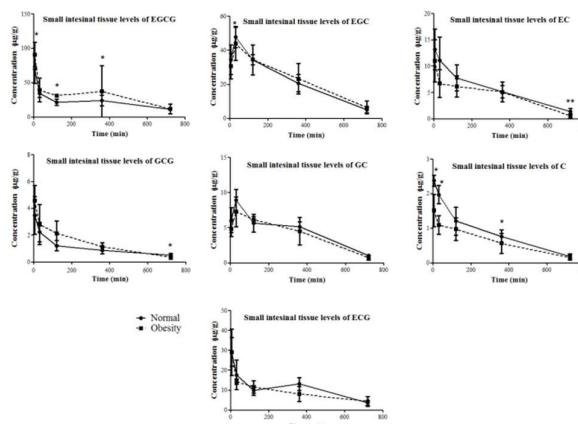 Small intesinal tissue levels of EGCG
Concentration (µg/g)
150
100
50
0
0 200 400 600 800
Time (min)
*
*
*
Small intesinal tissue levels of EGC
Concentration (µg/g)
60
40
20
0
0 200 400 600 800
Time (min)
*
Small intesinal tissue levels of EC
Concentration (µg/g)
20
15
10
5
0
0 200 400 600 800
Time (min)
**
Small intesinal tissue levels of GCG
Concentration (µg/g)
8
6
4
2
0
0 200 400 600 800
Time (min)
*
Small intesinal tissue levels of GC
Concentration (µg/g)
15
10
5
0
0 200 400 600 800
Time (min)
Small intesinal tissue levels of C
Concentration (µg/g)
3
2
1
0
0 200 400 600 800
Time (min)
*
*
*
Normal
Obesity
Small intesinal tissue levels of ECG
Concentration (µg/g)
50
40
30
20
10
0
0 200 400 600 800